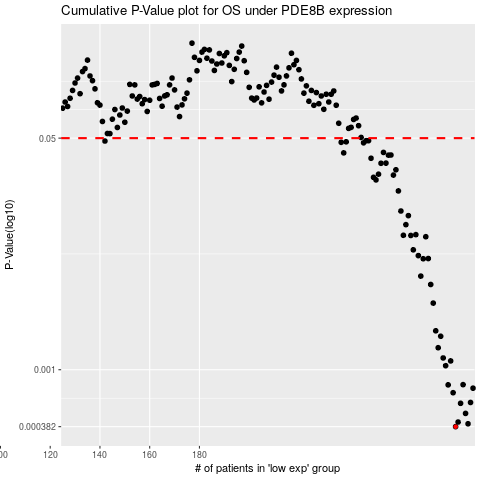 Cumulative P-Value plot for OS under PDE8B expression
P-Value(log10)
0.05
0.001
0.000382
00 120 140 160 180
# of patients in 'low exp' group